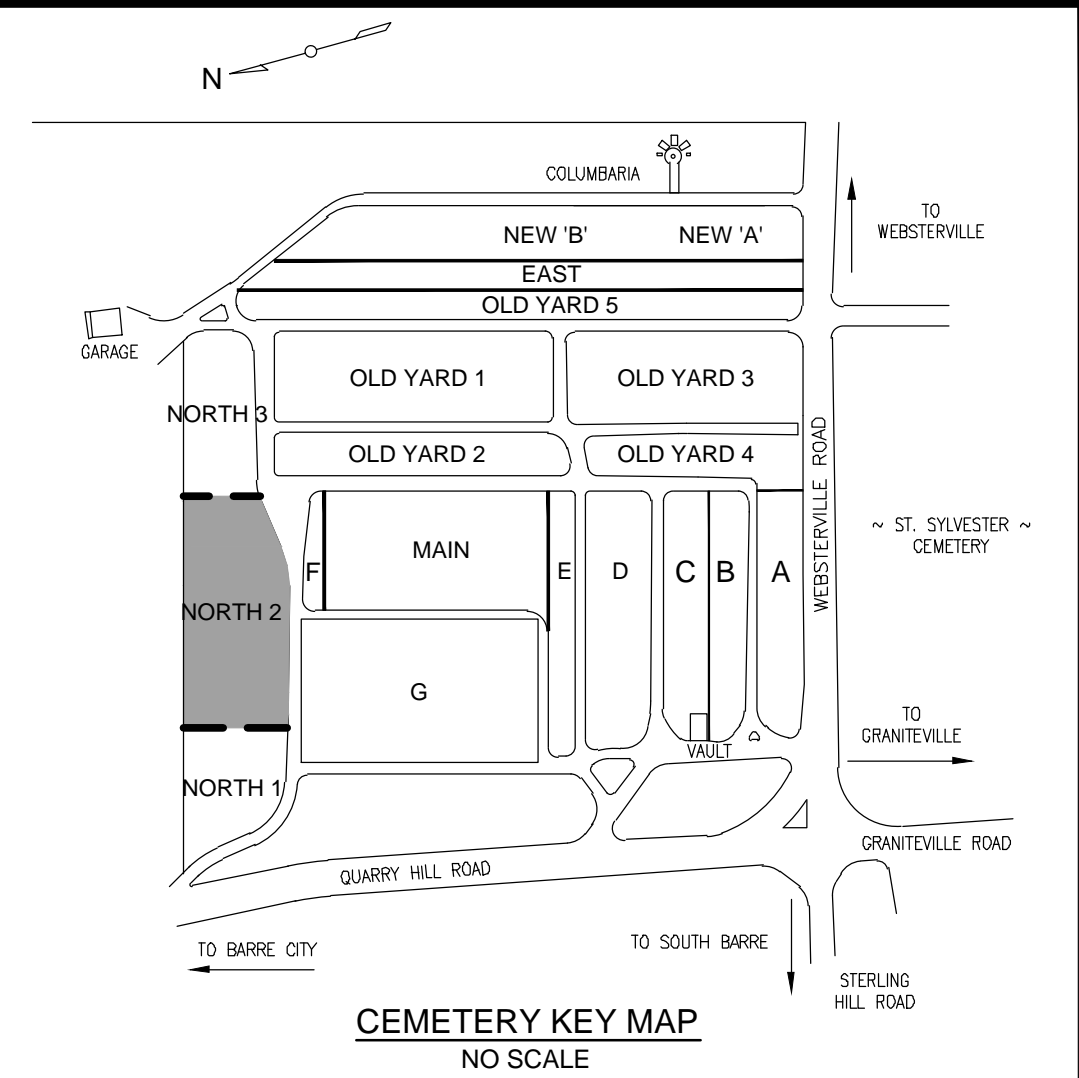 N
COLUMBARIA
TO
WEBSTERVILLE
NEW 'B'
NEW 'A'
EAST
OLD YARD 5
GARAGE
OLD YARD 1
OLD YARD 3
NORTH 3
OLD YARD 2
OLD YARD 4
WEBSTERVILLE ROAD
~ ST. SYLVESTER ~
CEMETERY
F
MAIN
E
D
C
B
A
NORTH 2
G
TO
GRANITEVILLE
VAULT
NORTH 1
GRANITEVILLE ROAD
QUARRY HILL ROAD
TO BARRE CITY
TO SOUTH BARRE
STERLING
HILL ROAD
CEMETERY KEY MAP
NO SCALE